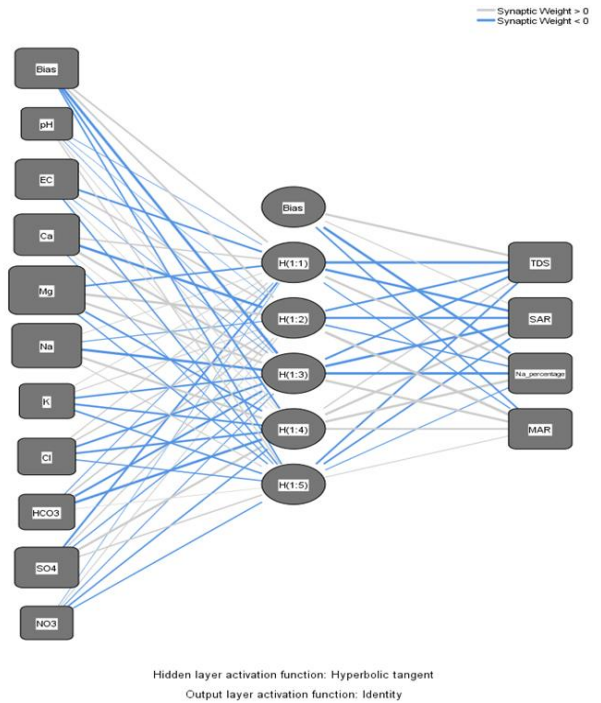 Synaptic Weight > 0
Synaptic Weight < 0
Bias
pH
EC
Ca
Mg
Na
K
Cl
HCO3
SO4
NO3
Bias
H(1:1)
H(1:2)
H(1:3)
H(1:4)
H(1:5)
TDS
SAR
Na_percentage
MAR
Hidden layer activation function: Hyperbolic tangent
Output layer activation function: Identity